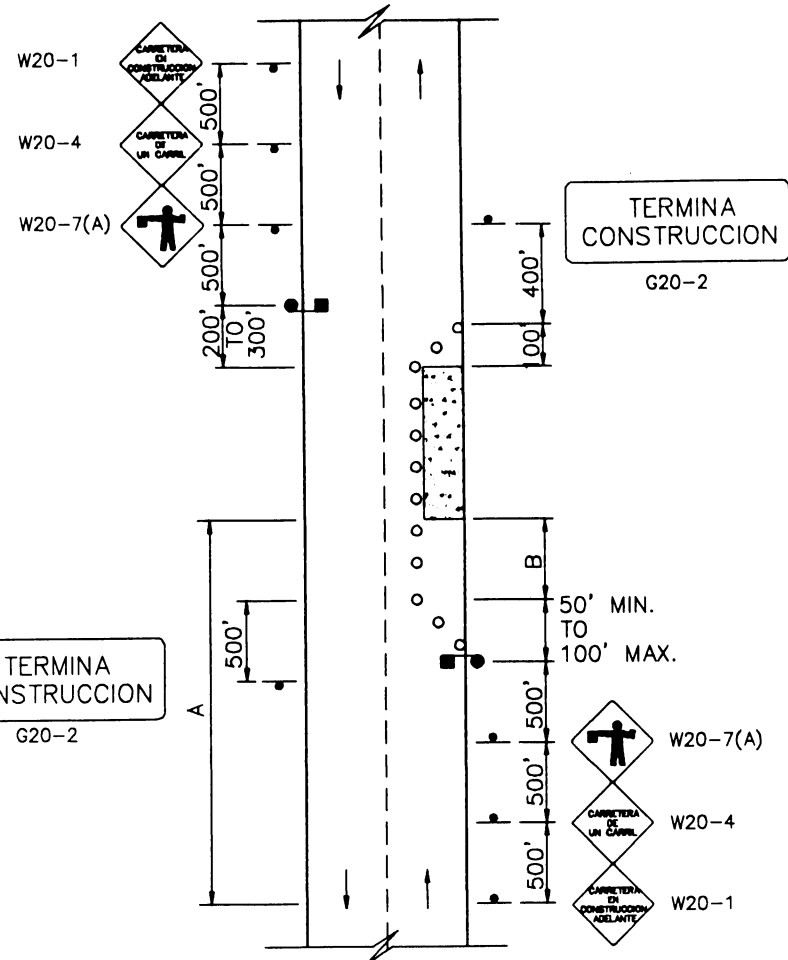 W20-1
CARRETERA
EN
CONSTRUCCION
ADELANTE
500'
W20-4
CARRETERA
DE
UN CARRIL
500'
W20-7(A)
500'
200'
TO
300'
TERMINA
CONSTRUCCION
G20-2
400'
100'
B
50' MIN.
TO
100' MAX.
500'
A
TERMINA
NSTRUCCION
G20-2
500'
W20-7(A)
500'
CARRETERA
DE
UN CARRIL
W20-4
500'
CARRETERA
EN
CONSTRUCCION
ADELANTE
W20-1